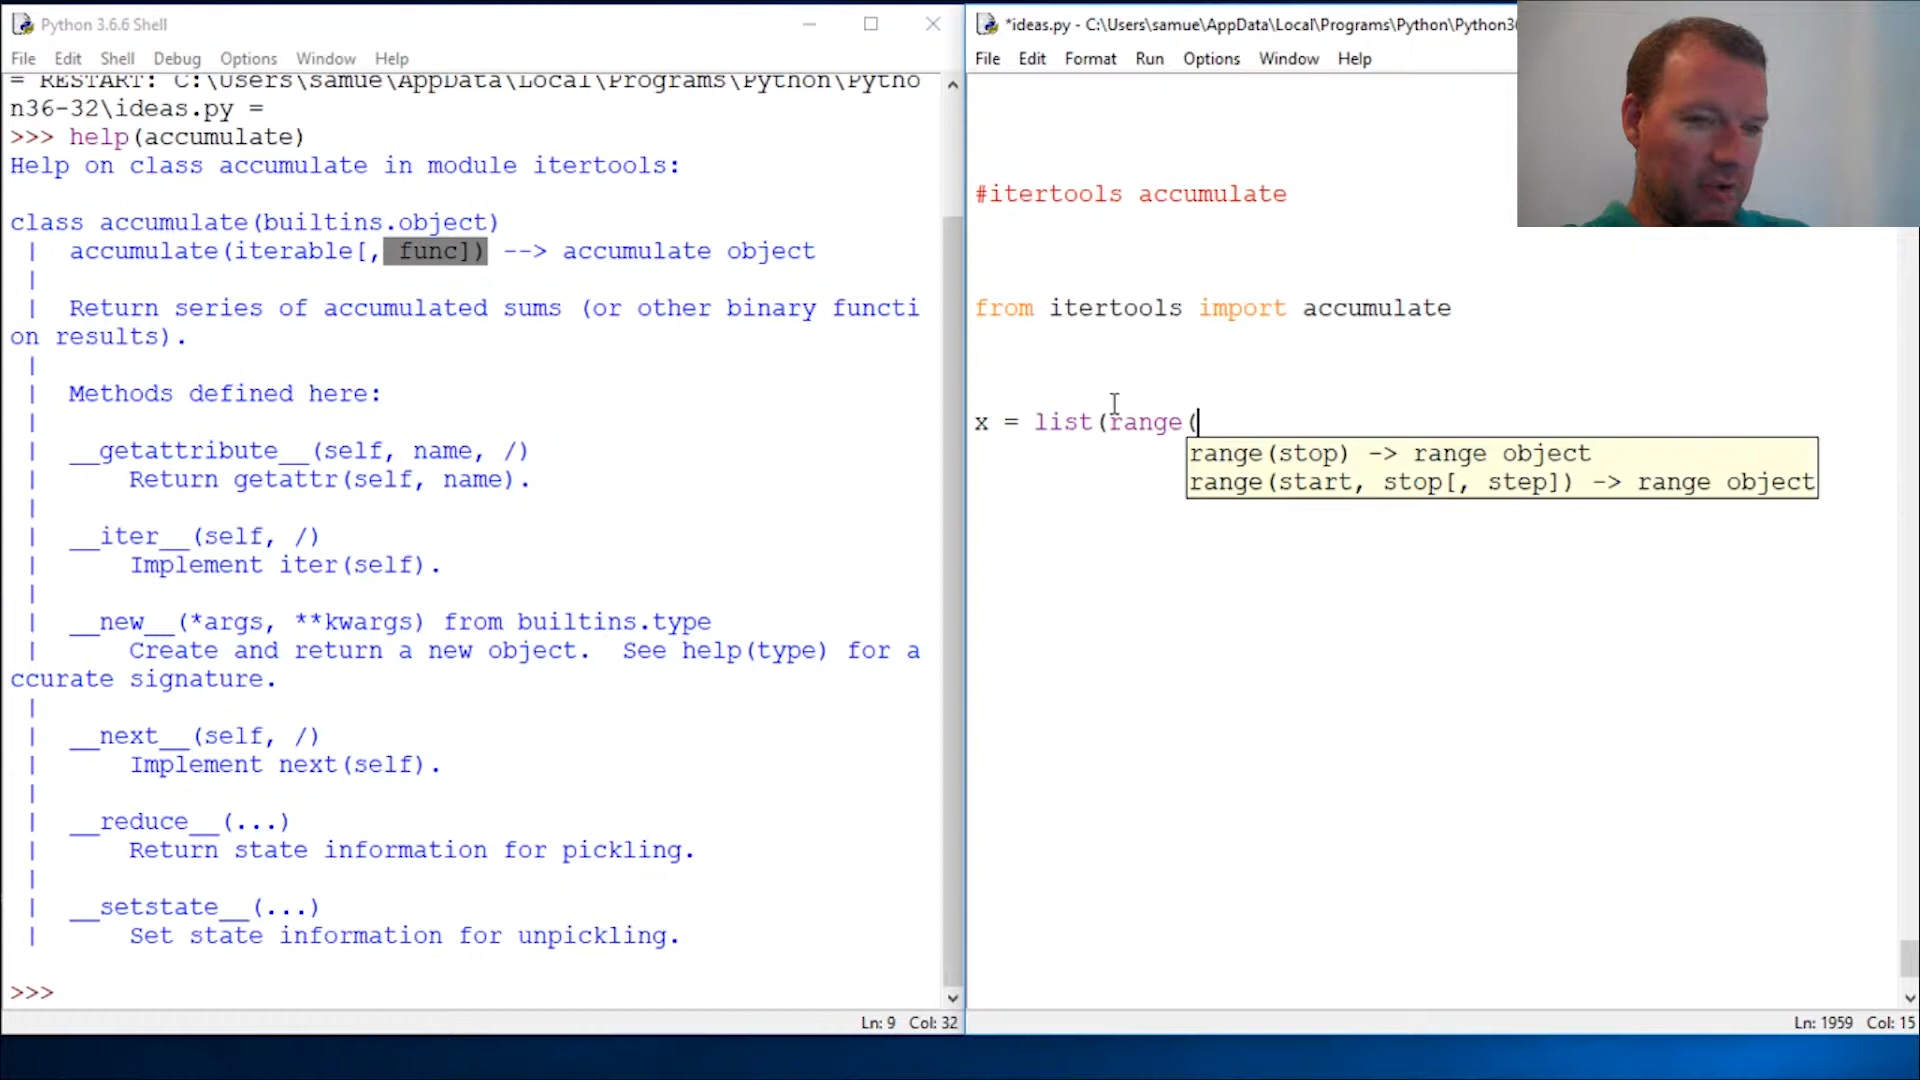 Python 3.6.6 Shell
File Edit Shell Debug Options Window Help
= RESTART: C:\Users\samue\AppData\Local\Programs\Python\Pytho
n36-32\ideas.py =
>>> help(accumulate)
Help on class accumulate in module itertools:
class accumulate(builtins.object)
 |  accumulate(iterable[, func]) --> accumulate object
 |
 |  Return series of accumulated sums (or other binary functi
on results).
 |
 |  Methods defined here:
 |
 |  __getattribute__(self, name, /)
 |      Return getattr(self, name).
 |
 |  __iter__(self, /)
 |      Implement iter(self).
 |
 |  __new__(*args, **kwargs) from builtins.type
 |      Create and return a new object.  See help(type) for a
ccurate signature.
 |
 |  __next__(self, /)
 |      Implement next(self).
 |
 |  __reduce__(...)
 |      Return state information for pickling.
 |
 |  __setstate__(...)
 |      Set state information for unpickling.
>>>
Ln: 9 Col: 32
*ideas.py - C:\Users\samue\AppData\Local\Programs\Python\Python36
File Edit Format Run Options Window Help
#itertools accumulate
from itertools import accumulate
x = list(range(
range(stop) -> range object
range(start, stop[, step]) -> range object
Ln: 1959 Col: 15